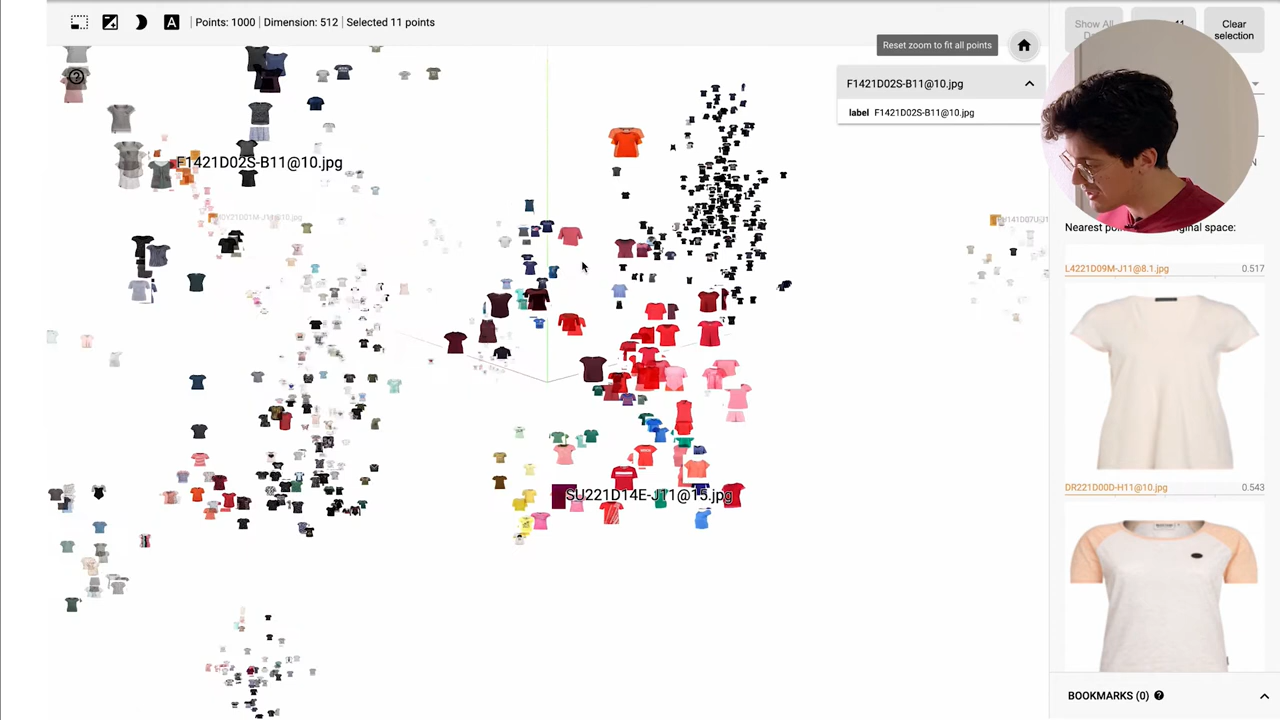 A
Points: 1000
Dimension: 512
Selected 11 points
Reset zoom to fit all points
Clear
selection
F1421D02S-B11@10.jpg
label F1421D02S-B11@10.jpg
F1421D02S-B11@10.jpg
SU221D14E-J11@15.jpg
Show All
Nearest
space:
L4221D09M-J11@8.1.jpg
0.517
DR221D00D-H11@10.jpg
0.543
BOOKMARKS (0)